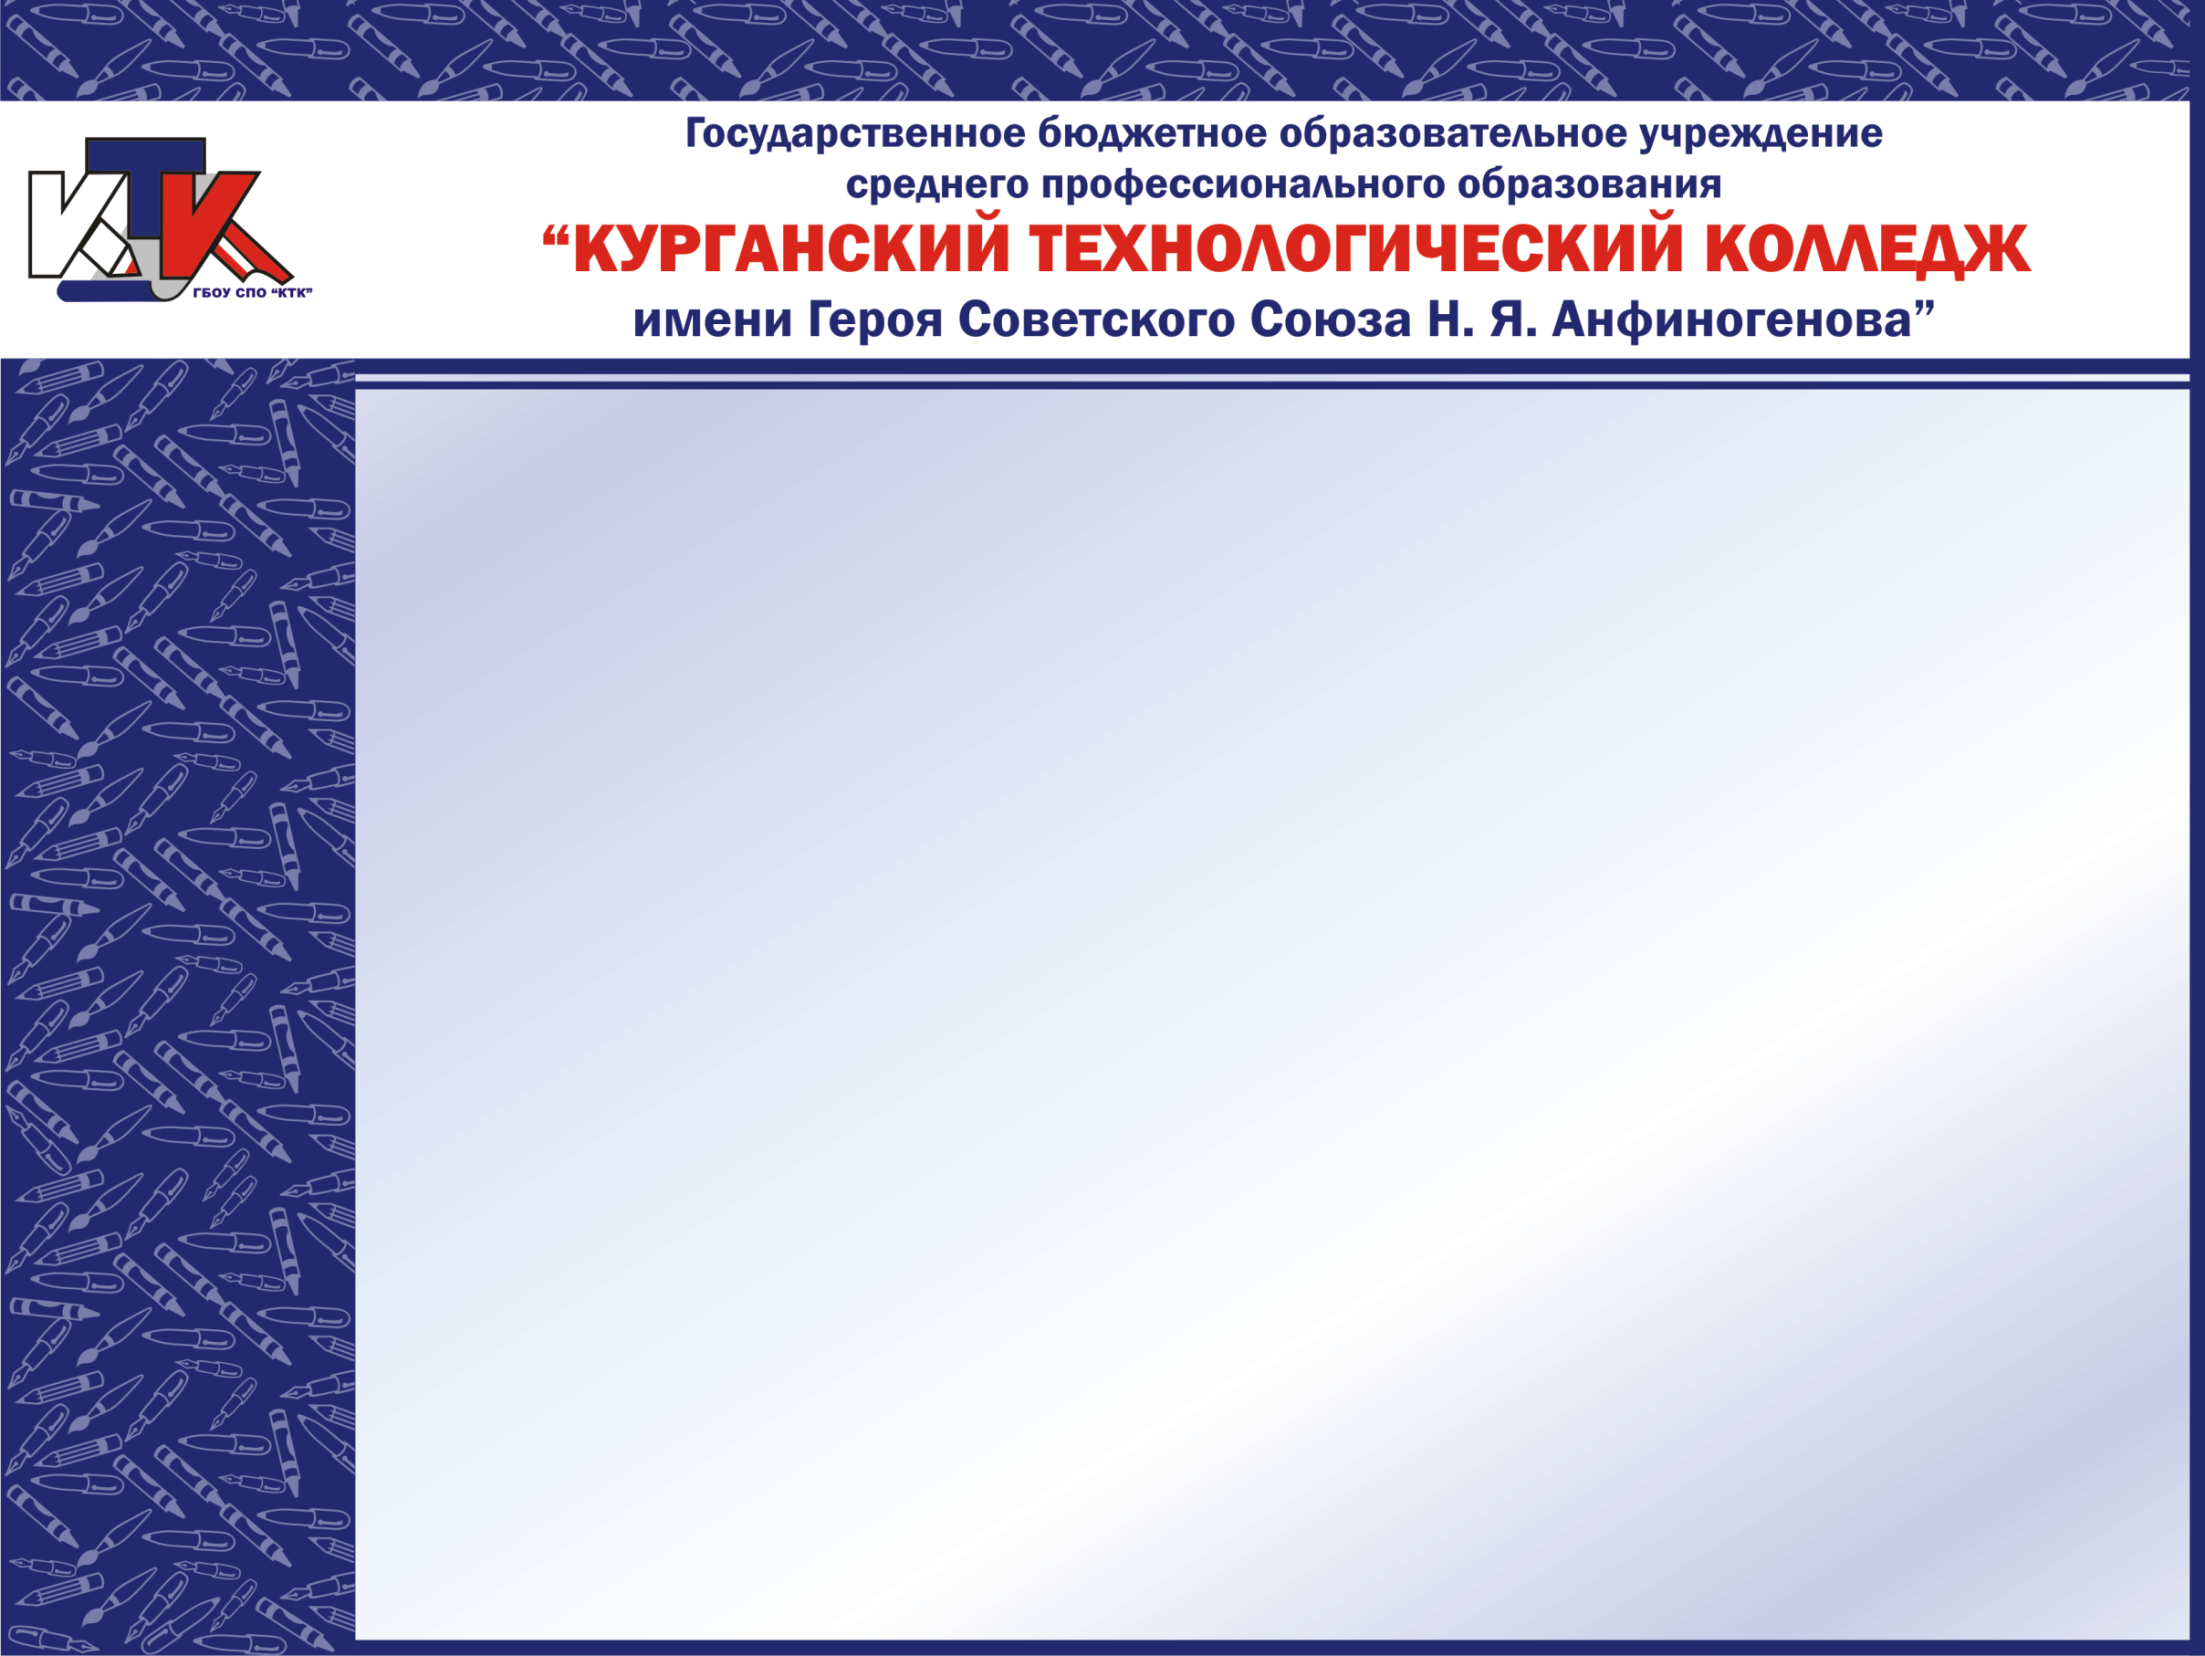 Государственное бюджетное образовательное учреждение
среднего профессионального образования
“КУРГАНСКИЙ ТЕХНОЛОГИЧЕСКИЙ КОЛЛЕДЖ
имени Героя Советского Союза Н. Я. Анфиногенова”
КТК
ГБОУ СПО “КТК”